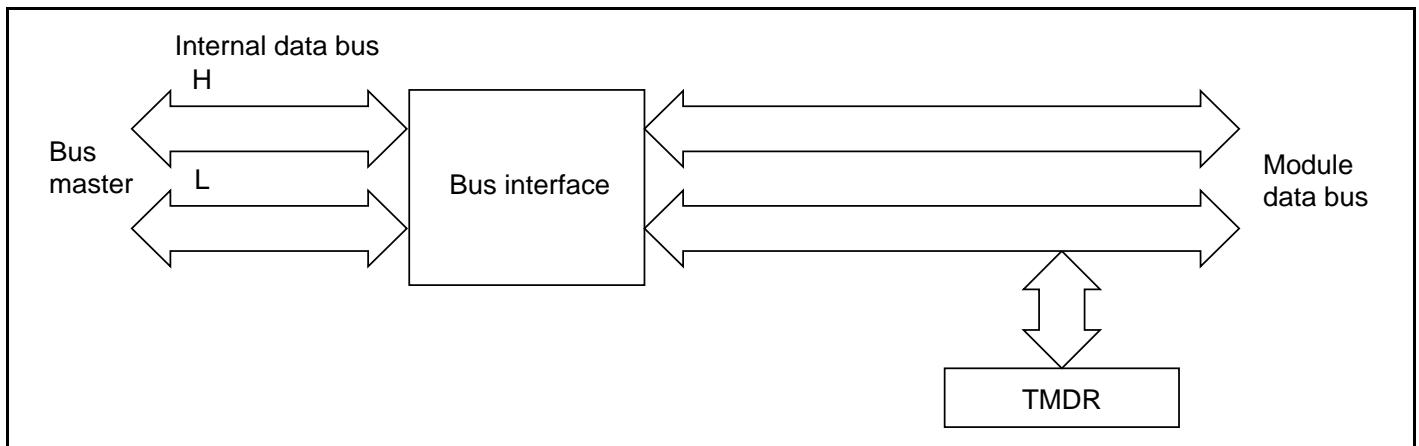 Internal data bus
H
Bus
master
L
Bus interface
Module
data bus
TMDR